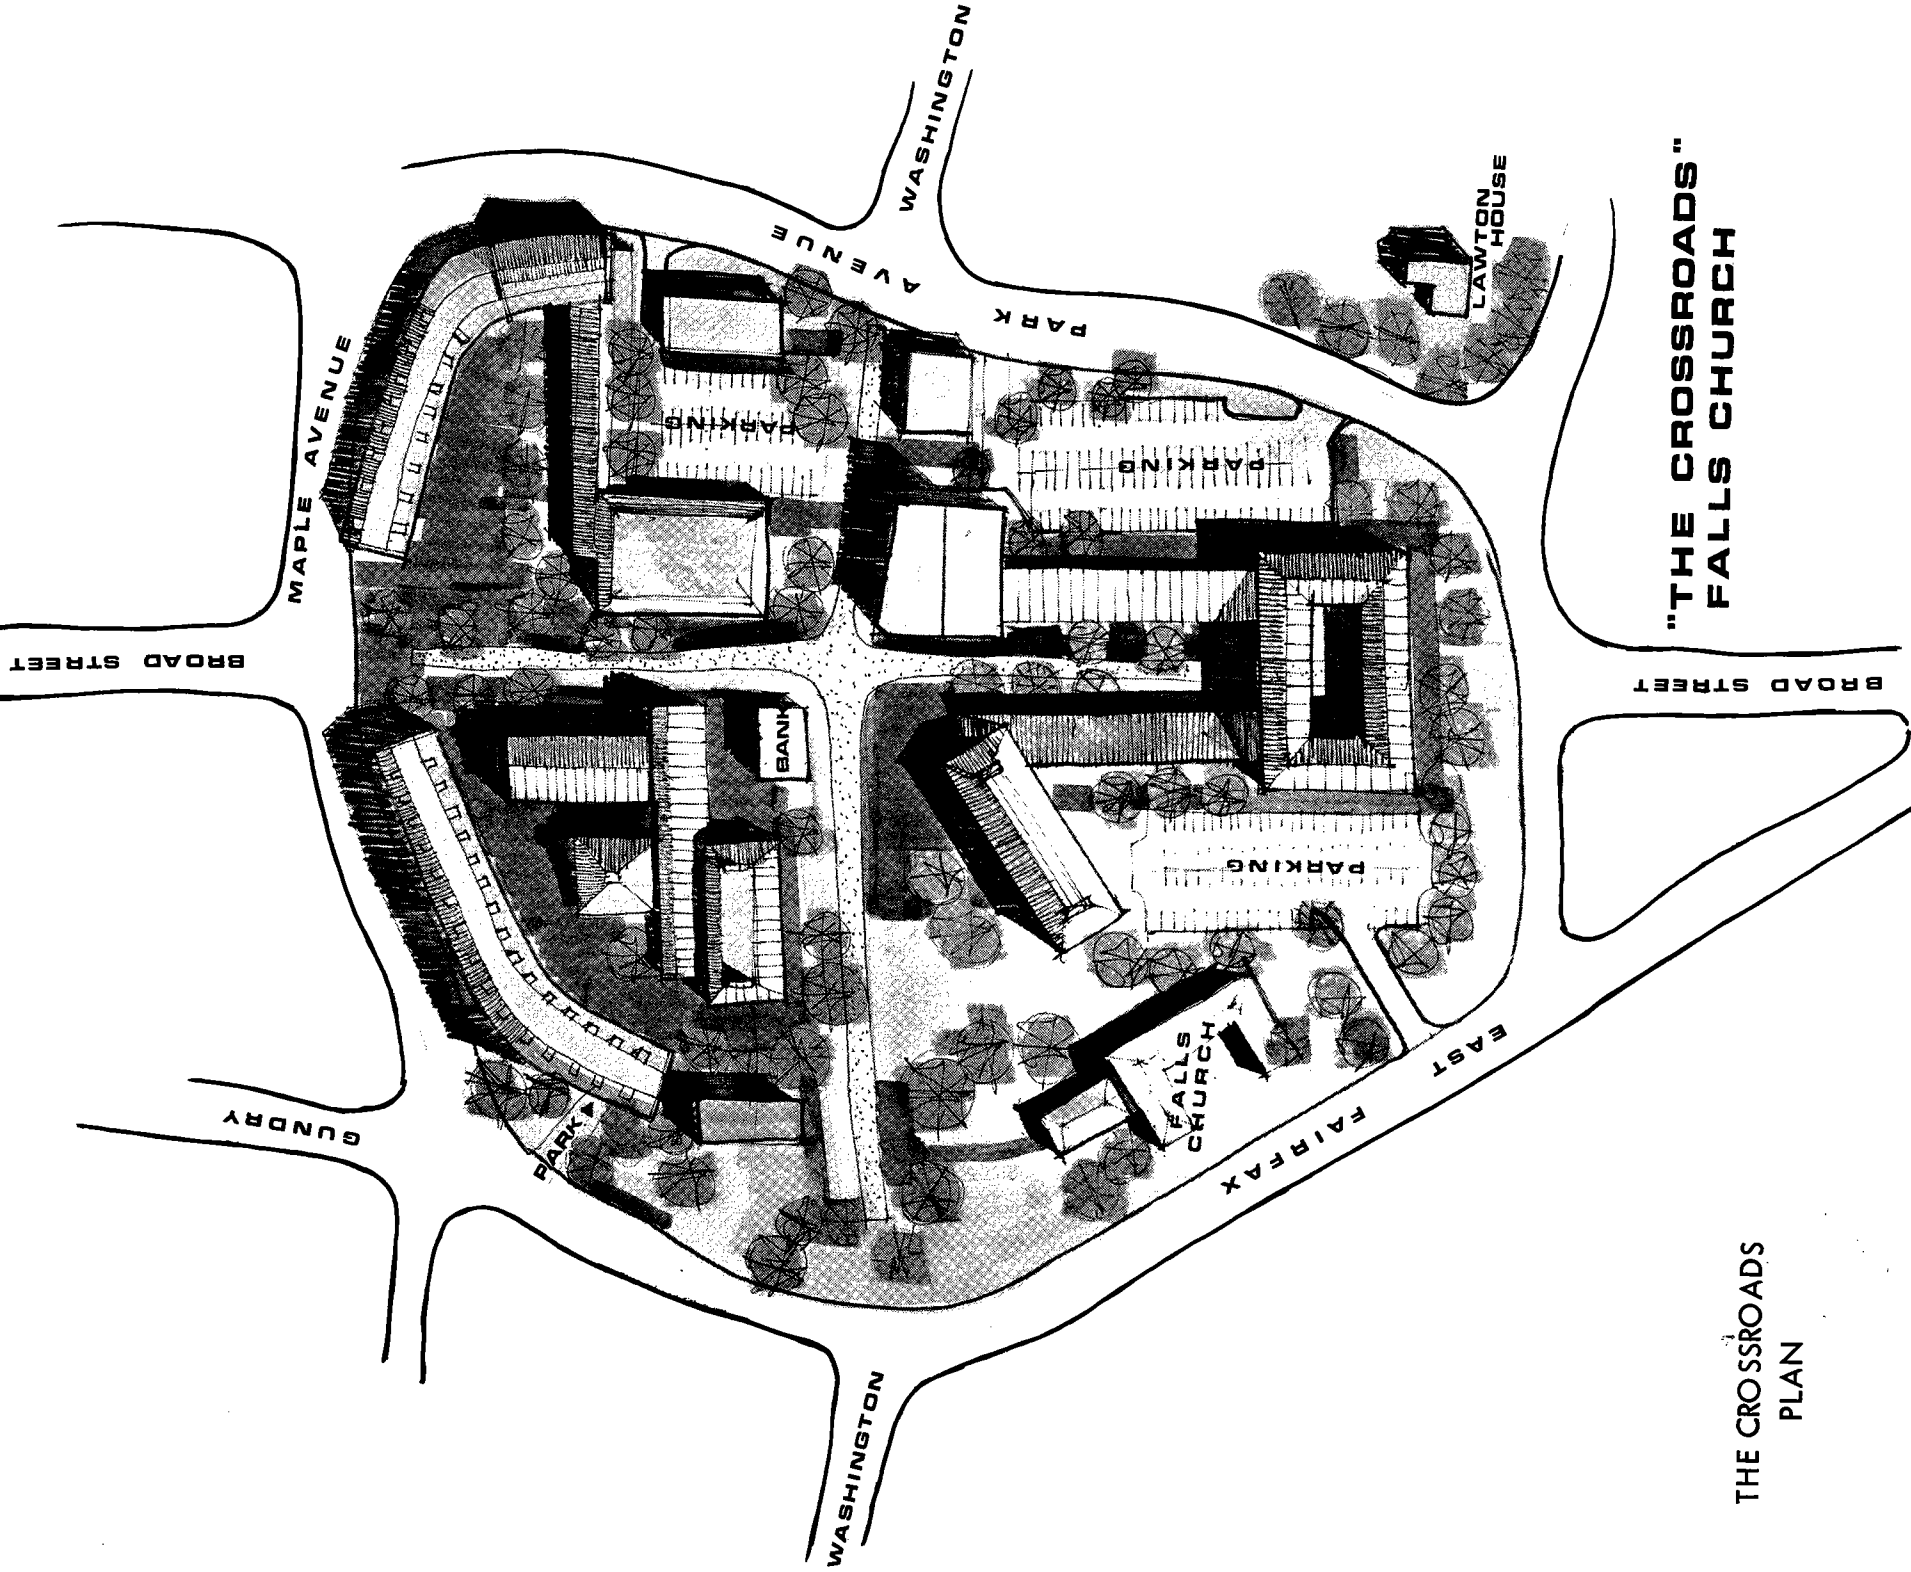 WASHINGTON
PARK AVENUE
MAPLE AVENUE
BROAD STREET
LAWTON
HOUSE
"THE CROSSROADS"
FALLS CHURCH
PARKING
PARKING
BANK
BROAD STREET
PARKING
GUNDRY
PARK
FALLS
CHURCH
EAST FAIRFAX
WASHINGTON
THE CROSSROADS
PLAN